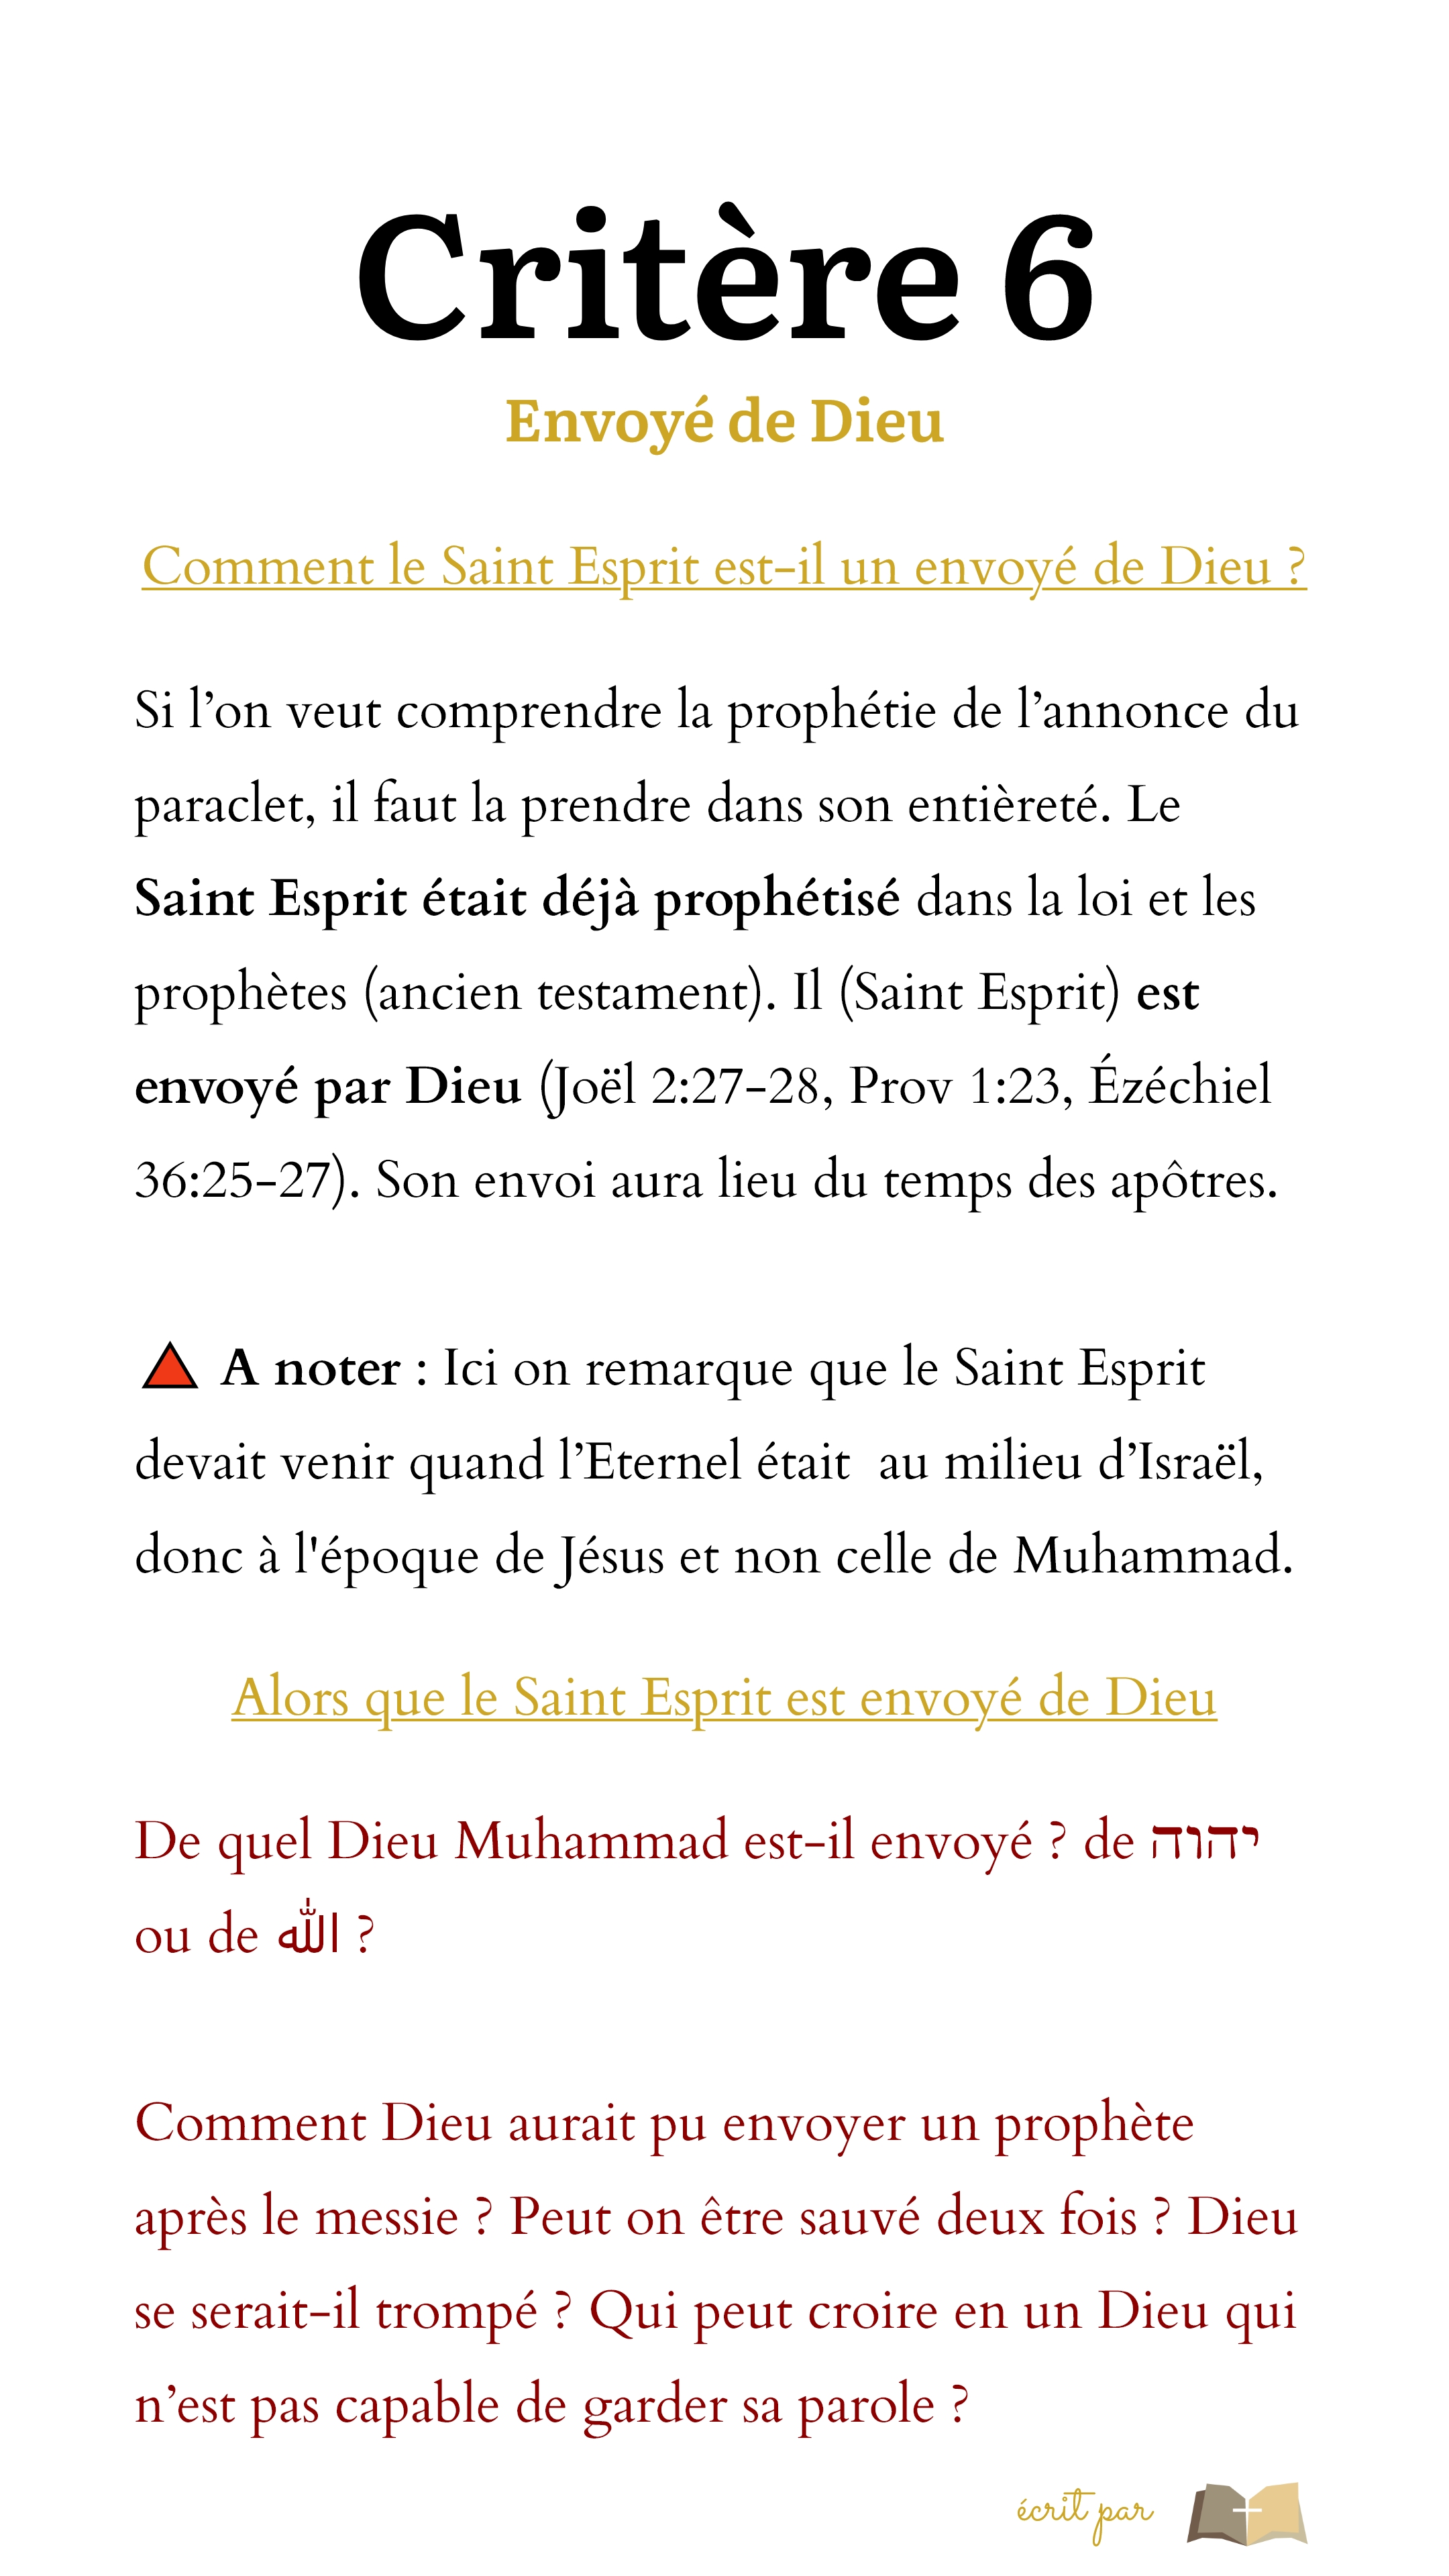 Critère 6
Envoyé de Dieu
Comment le Saint Esprit est-il un envoyé de Dieu ?
Si l’on veut comprendre la prophétie de l’annonce du
paraclet, il faut la prendre dans son entièreté. Le
Saint Esprit était déjà prophétisé dans la loi et les
prophètes (ancien testament). Il (Saint Esprit) est
envoyé par Dieu (Joël 2:27-28, Prov 1:23, Ézéchiel
36:25-27). Son envoi aura lieu du temps des apôtres.
A noter : Ici on remarque que le Saint Esprit
devait venir quand l’Eternel était  au milieu d’Israël,
donc à l'époque de Jésus et non celle de Muhammad.
Alors que le Saint Esprit est envoyé de Dieu
De quel Dieu Muhammad est-il envoyé ? de יהוה
ou de الله ?
Comment Dieu aurait pu envoyer un prophète
après le messie ? Peut on être sauvé deux fois ? Dieu
se serait-il trompé ? Qui peut croire en un Dieu qui
n’est pas capable de garder sa parole ?
écrit par